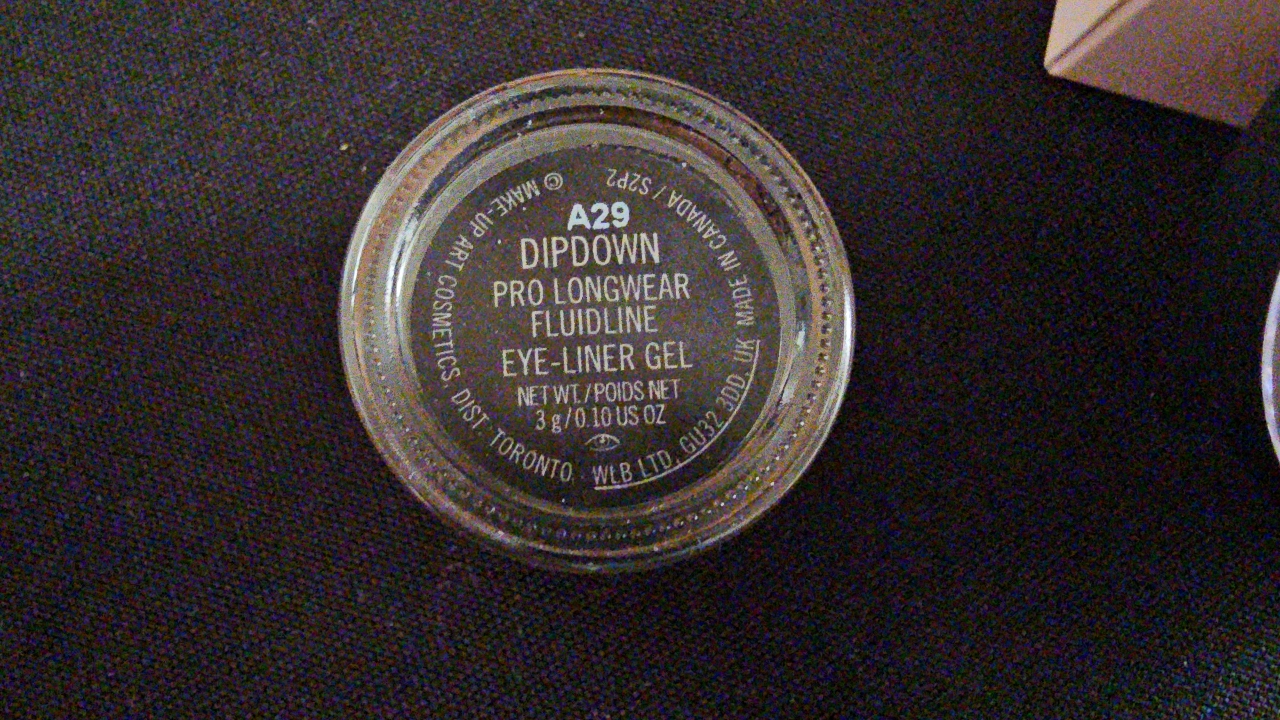 A29
DIPDOWN
PRO LONGWEAR
FLUIDLINE
EYE-LINER GEL
NET WT./POIDS NET
3 g/0.10 US OZ
© MAKE-UP ART COSMETICS, DIST TORONTO, WLB LTD, GU32 3DD, UK MADE IN CANADA / S2P2